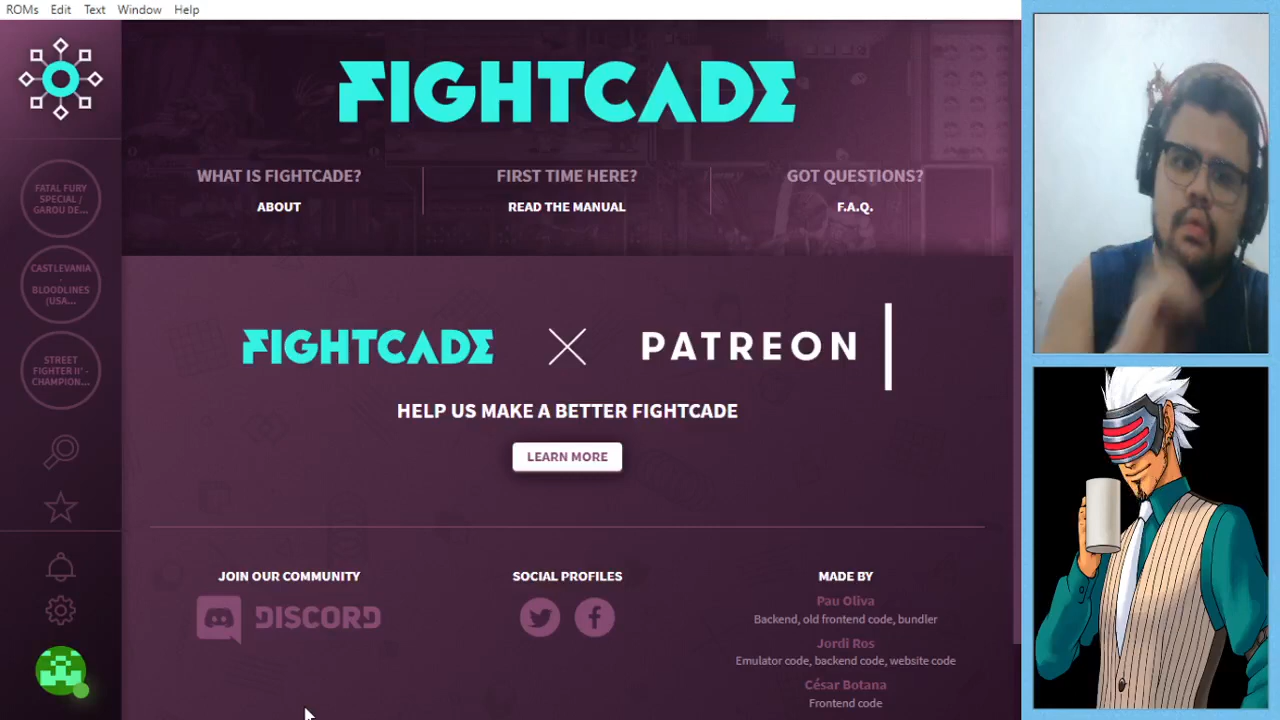 ROMs Edit Text Window Help
FIGHTCADE
WHAT IS FIGHTCADE?
ABOUT
FIRST TIME HERE?
READ THE MANUAL
GOT QUESTIONS?
F.A.Q.
FATAL FURY
SPECIAL /
GAROU DE...
CASTLEVANIA
-
BLOODLINES
(USA...
STREET
FIGHTER II' -
CHAMPION...
FIGHTCADE
PATREON
HELP US MAKE A BETTER FIGHTCADE
LEARN MORE
JOIN OUR COMMUNITY
DISCORD
SOCIAL PROFILES
MADE BY
Pau Oliva
Backend, old frontend code, bundler
Jordi Ros
Emulator code, backend code, website code
César Botana
Frontend code